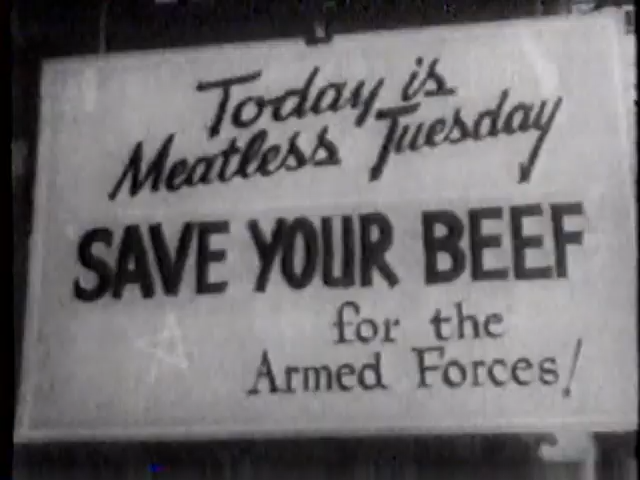 Today is
Meatless Tuesday
SAVE YOUR BEEF
for the
Armed Forces!